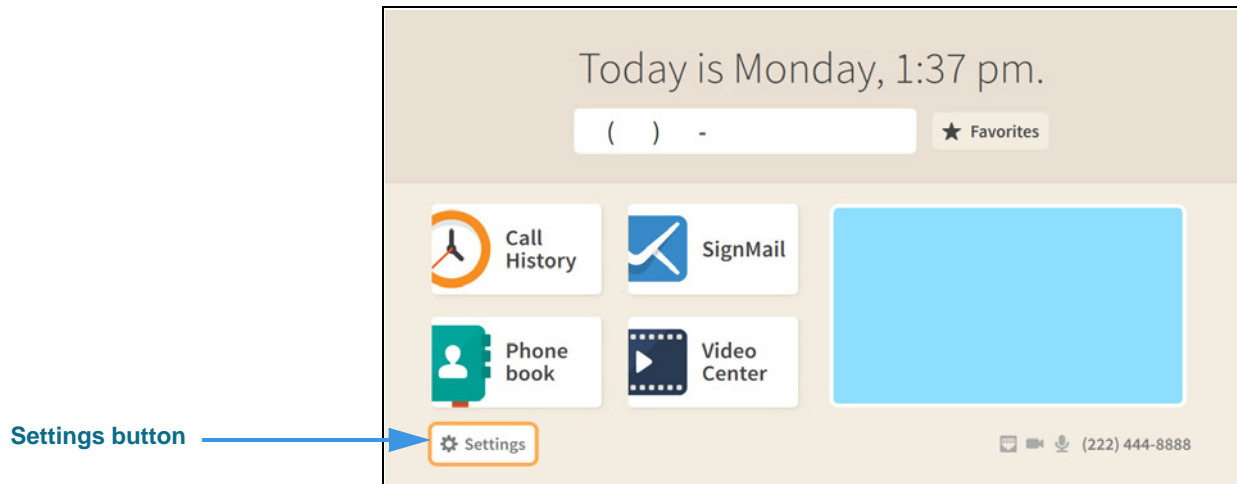 Today is Monday, 1:37 pm.
( ) -
Favorites
Call
History
SignMail
Phone
book
Video
Center
Settings button
Settings
(222) 444-8888